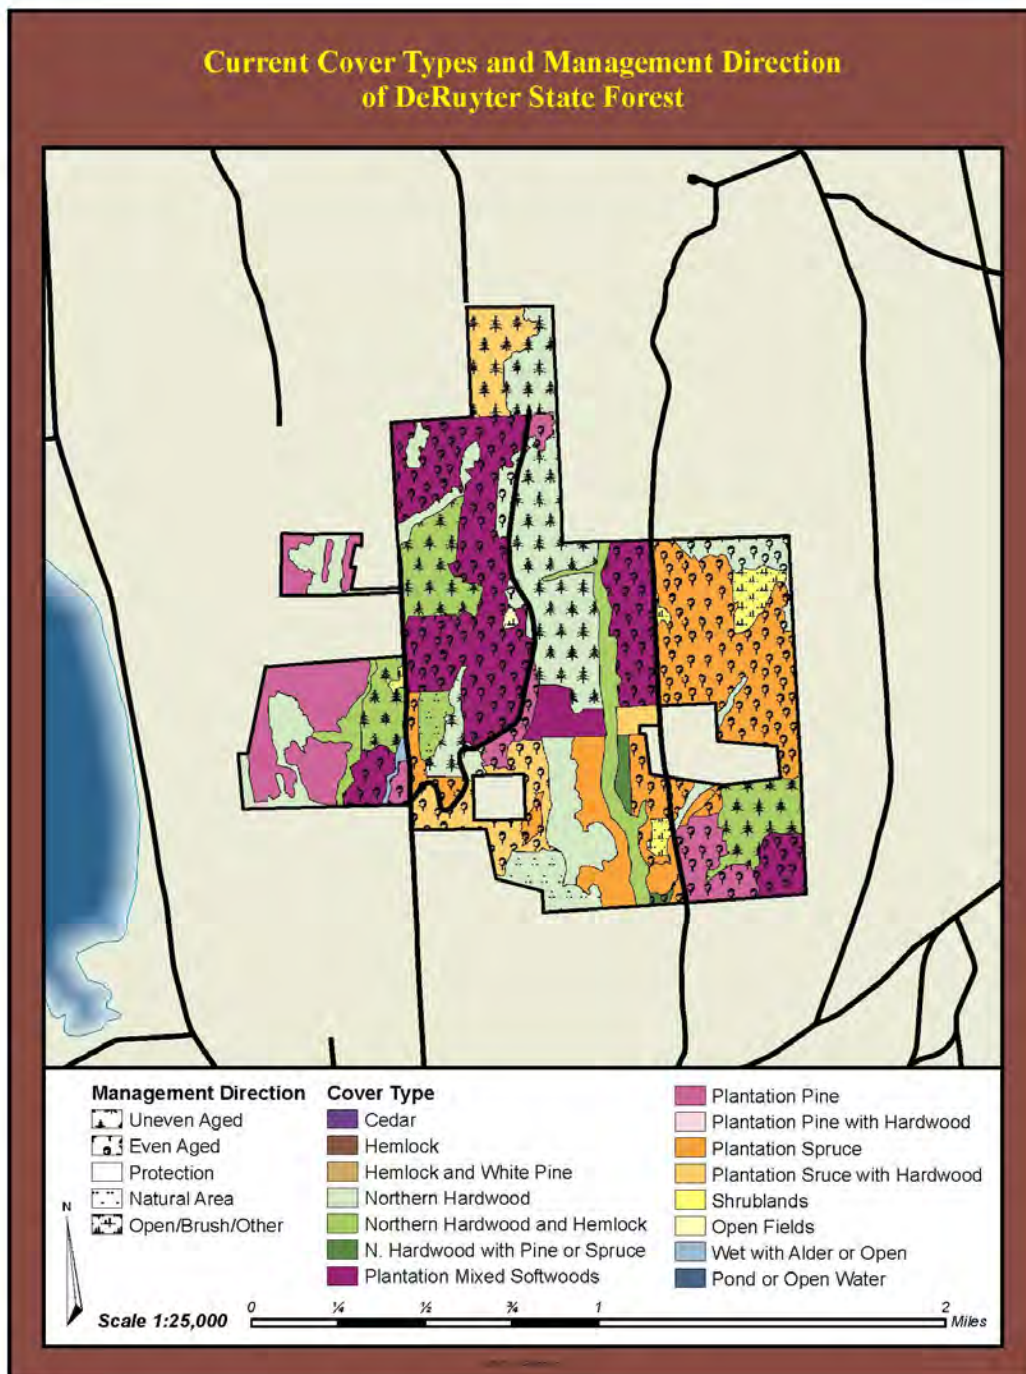 Current Cover Types and Management Direction
of DeRuyter State Forest
Management Direction
Uneven Aged
Even Aged
Protection
Natural Area
Open/Brush/Other
Cover Type
Cedar
Hemlock
Hemlock and White Pine
Northern Hardwood
Northern Hardwood and Hemlock
N. Hardwood with Pine or Spruce
Plantation Mixed Softwoods
Plantation Pine
Plantation Pine with Hardwood
Plantation Spruce
Plantation Sruce with Hardwood
Shrublands
Open Fields
Wet with Alder or Open
Pond or Open Water
N
Scale 1:25,000
0 ¼ ½ ¾ 1 2
Miles